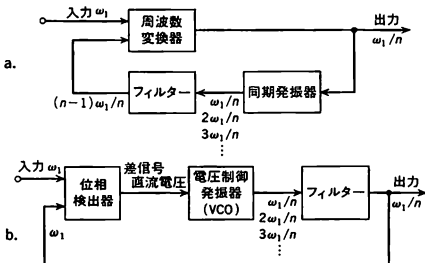 入力 ω₁
周波数
変換器
出力
ω₁/n
a.
(n−1)ω₁/n
フィルター
ω₁/n
2ω₁/n
3ω₁/n
⋮
同期発振器
入力 ω₁
位相
検出器
差信号
直流電圧
電圧制御
発振器
(VCO)
ω₁/n
2ω₁/n
3ω₁/n
⋮
フィルター
出力
ω₁/n
b.
ω₁